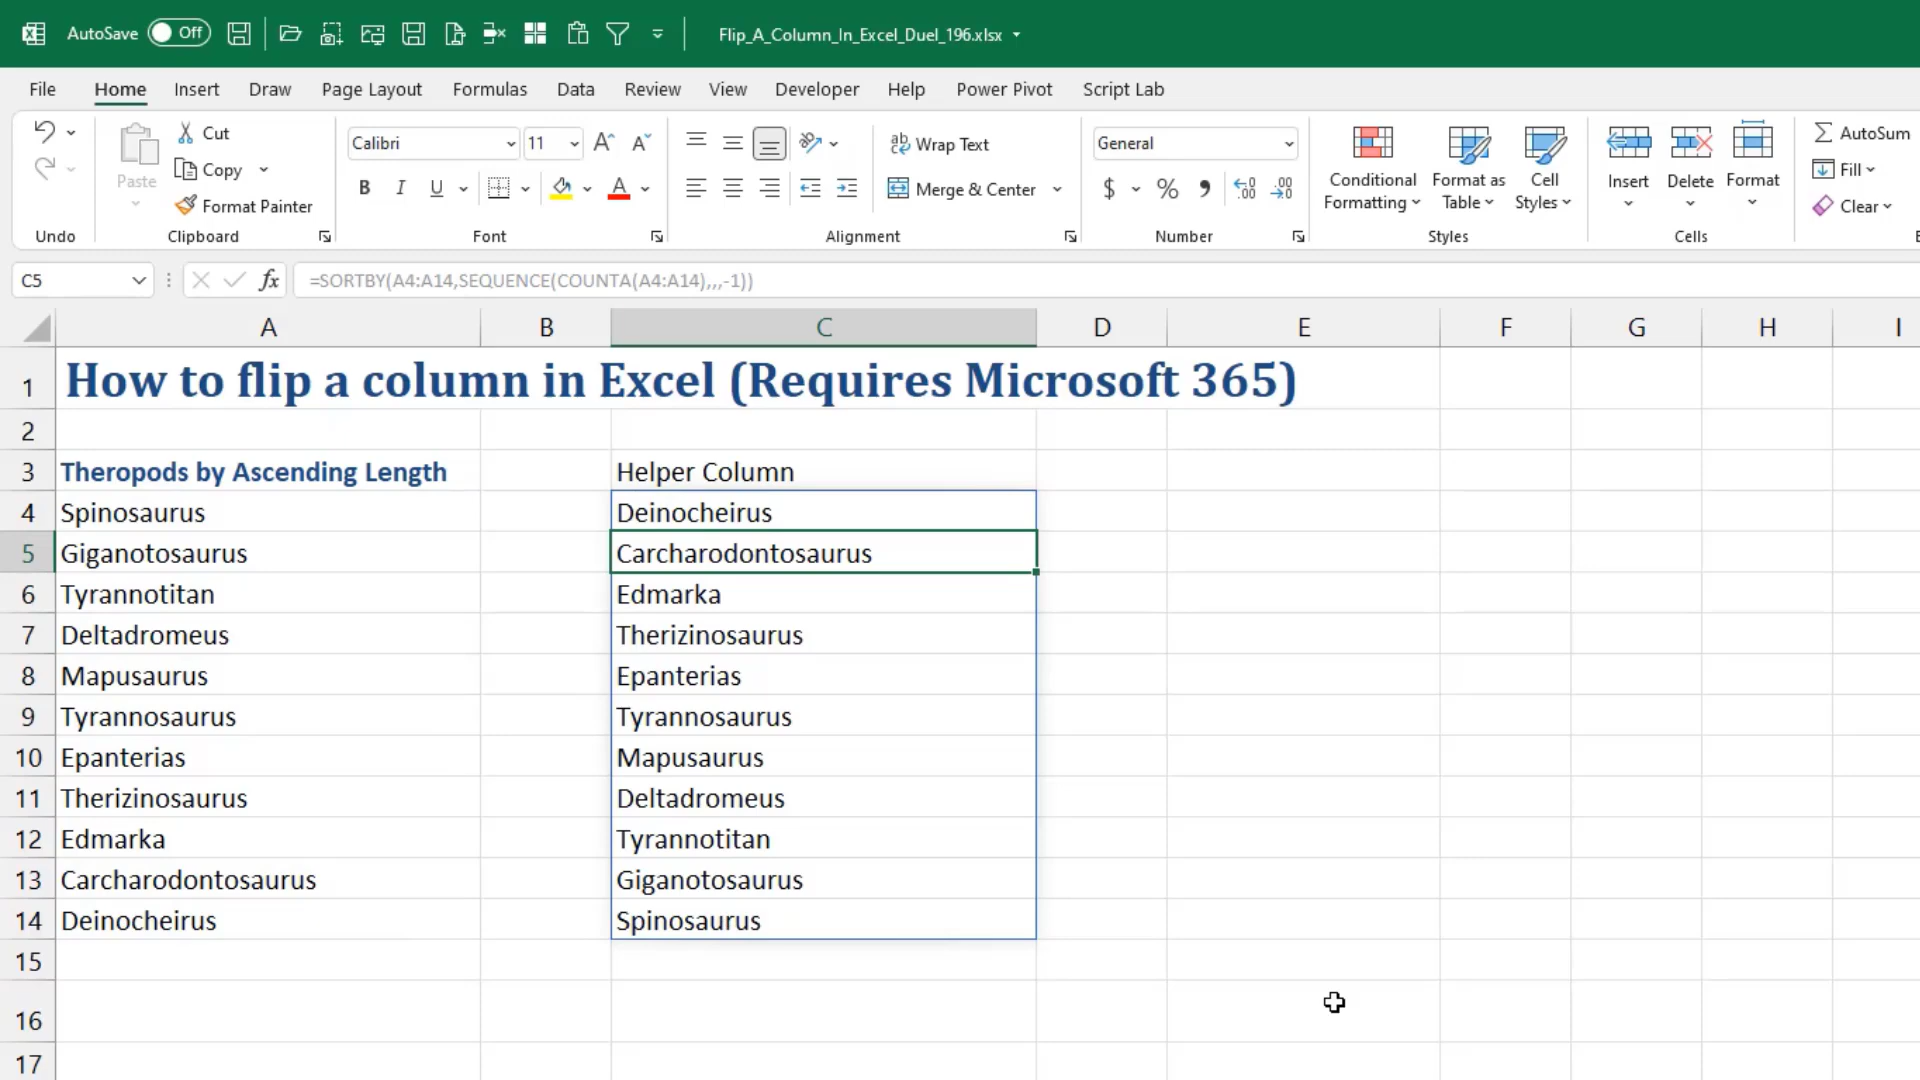 AutoSave Off Flip_A_Column_In_Excel_Duel_196.xlsx
File Home Insert Draw Page Layout Formulas Data Review View Developer Help Power Pivot Script Lab
Paste
Cut
Copy
Format Painter
Calibri 11
B I U
ab Wrap Text
Merge & Center
General
$ % 9
Conditional Formatting
Format as Table
Cell Styles
Insert Delete Format
AutoSum
Fill
Clear
Undo Clipboard Font Alignment Number Styles Cells
C5 fx =SORTBY(A4:A14,SEQUENCE(COUNTA(A4:A14),,,-1))
A B C D E F G H I
1 How to flip a column in Excel (Requires Microsoft 365)
2
3 Theropods by Ascending Length Helper Column
4 Spinosaurus Deinocheirus
5 Giganotosaurus Carcharodontosaurus
6 Tyrannotitan Edmarka
7 Deltadromeus Therizinosaurus
8 Mapusaurus Epanterias
9 Tyrannosaurus Tyrannosaurus
10 Epanterias Mapusaurus
11 Therizinosaurus Deltadromeus
12 Edmarka Tyrannotitan
13 Carcharodontosaurus Giganotosaurus
14 Deinocheirus Spinosaurus
15
16
17